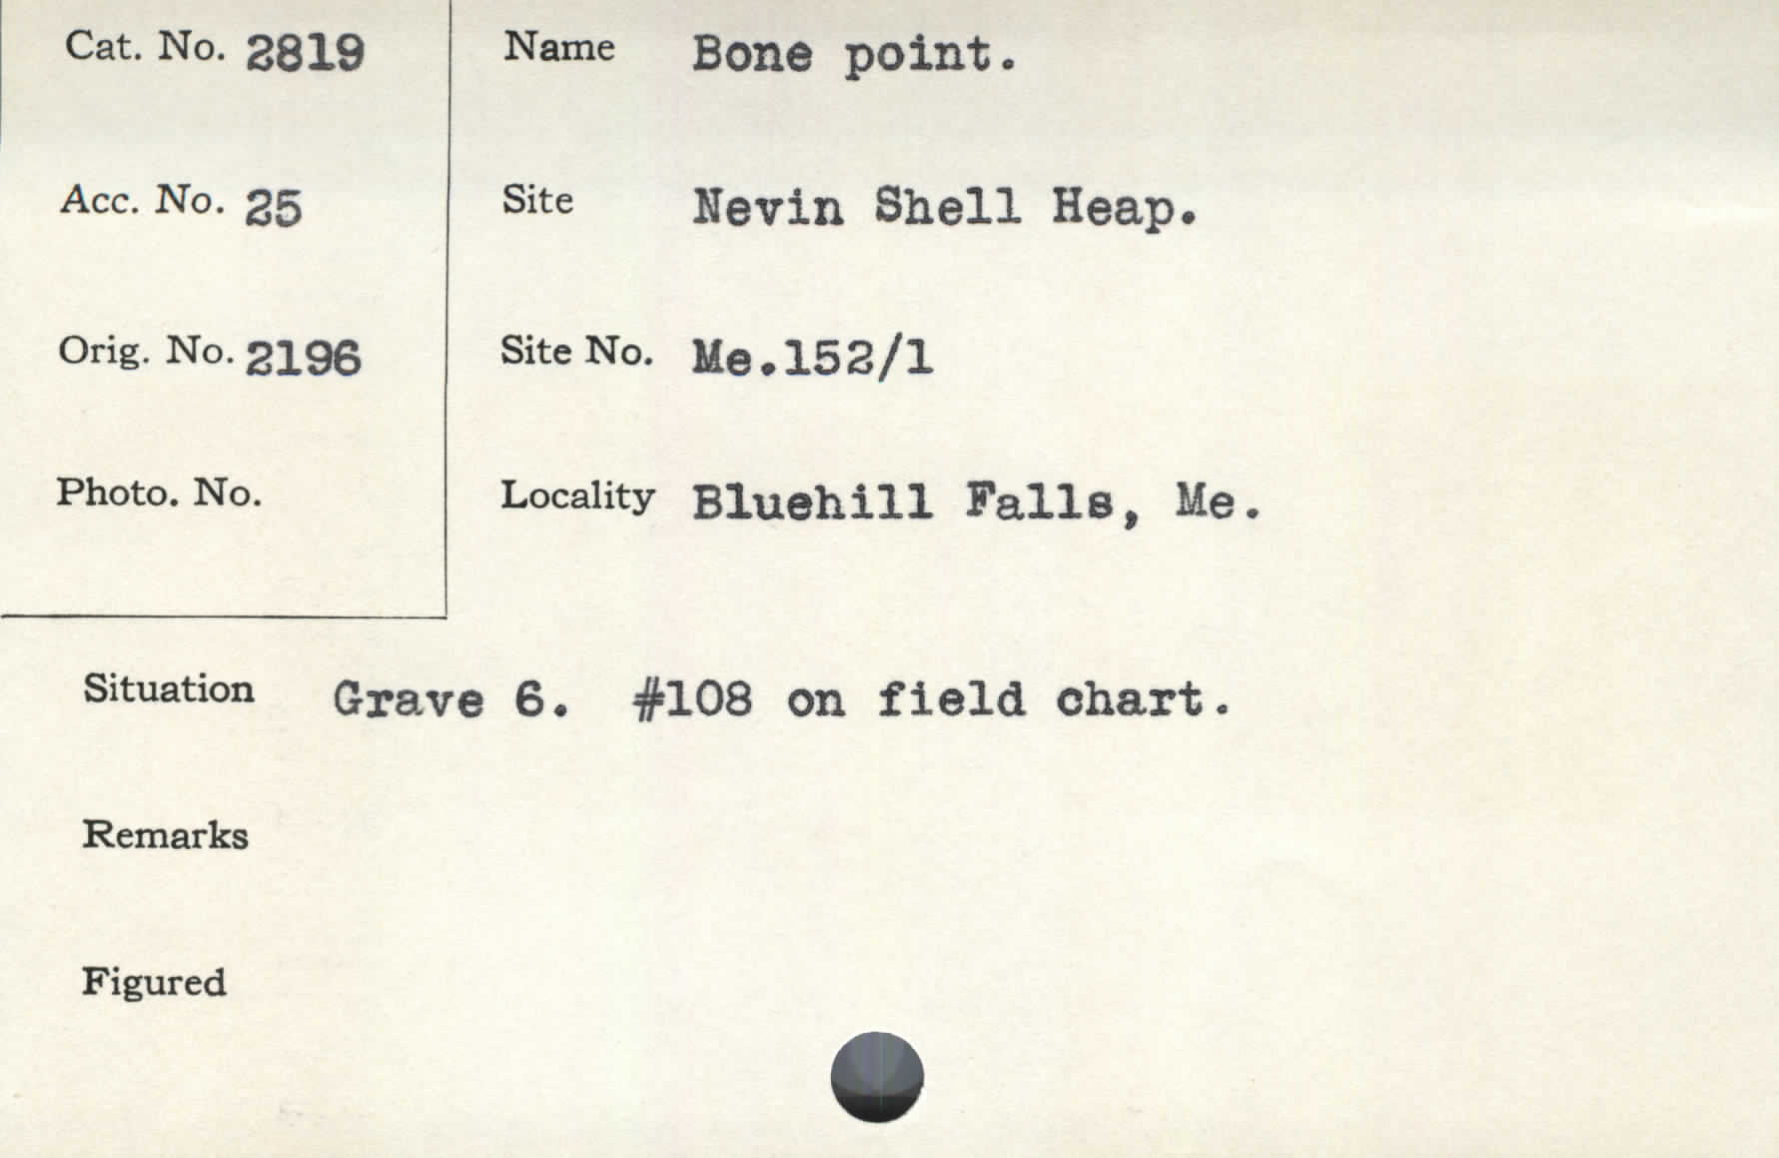 Cat. No. 2819
Name Bone point.
Acc. No. 25
Site Nevin Shell Heap.
Orig. No. 2196
Site No. Me.152/1
Photo. No.
Locality Bluehill Falls, Me.
Situation Grave 6. #108 on field chart.
Remarks
Figured